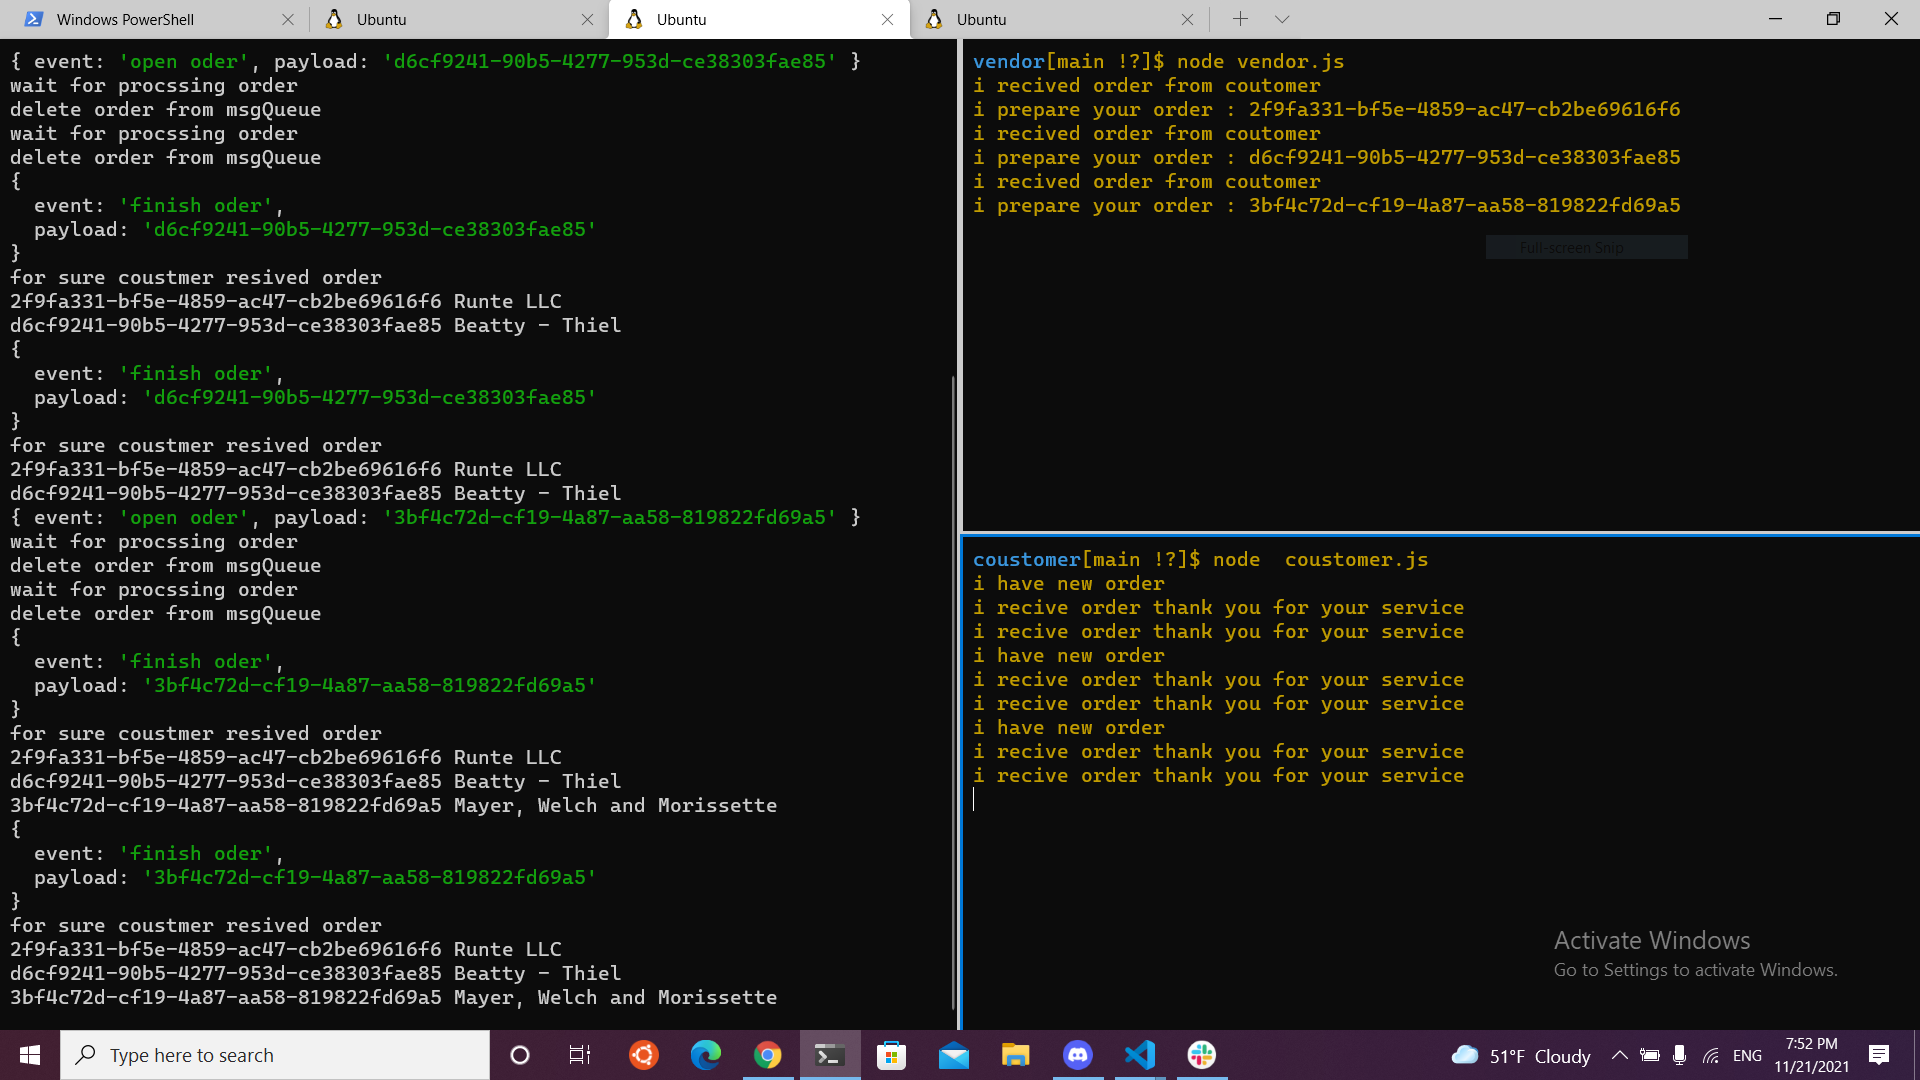 Windows PowerShell
Ubuntu
Ubuntu
Ubuntu
{ event: 'open oder', payload: 'd6cf9241-90b5-4277-953d-ce38303fae85' }
wait for procssing order
delete order from msgQueue
wait for procssing order
delete order from msgQueue
{
  event: 'finish oder',
  payload: 'd6cf9241-90b5-4277-953d-ce38303fae85'
}
for sure coustmer resived order
2f9fa331-bf5e-4859-ac47-cb2be69616f6 Runte LLC
d6cf9241-90b5-4277-953d-ce38303fae85 Beatty - Thiel
{
  event: 'finish oder',
  payload: 'd6cf9241-90b5-4277-953d-ce38303fae85'
}
for sure coustmer resived order
2f9fa331-bf5e-4859-ac47-cb2be69616f6 Runte LLC
d6cf9241-90b5-4277-953d-ce38303fae85 Beatty - Thiel
{ event: 'open oder', payload: '3bf4c72d-cf19-4a87-aa58-819822fd69a5' }
wait for procssing order
delete order from msgQueue
wait for procssing order
delete order from msgQueue
{
  event: 'finish oder',
  payload: '3bf4c72d-cf19-4a87-aa58-819822fd69a5'
}
for sure coustmer resived order
2f9fa331-bf5e-4859-ac47-cb2be69616f6 Runte LLC
d6cf9241-90b5-4277-953d-ce38303fae85 Beatty - Thiel
3bf4c72d-cf19-4a87-aa58-819822fd69a5 Mayer, Welch and Morissette
{
  event: 'finish oder',
  payload: '3bf4c72d-cf19-4a87-aa58-819822fd69a5'
}
for sure coustmer resived order
2f9fa331-bf5e-4859-ac47-cb2be69616f6 Runte LLC
d6cf9241-90b5-4277-953d-ce38303fae85 Beatty - Thiel
3bf4c72d-cf19-4a87-aa58-819822fd69a5 Mayer, Welch and Morissette
vendor[main !?]$ node vendor.js
i recived order from coutomer
i prepare your order : 2f9fa331-bf5e-4859-ac47-cb2be69616f6
i recived order from coutomer
i prepare your order : d6cf9241-90b5-4277-953d-ce38303fae85
i recived order from coutomer
i prepare your order : 3bf4c72d-cf19-4a87-aa58-819822fd69a5
Full-screen Snip
coustomer[main !?]$ node  coustomer.js
i have new order
i recive order thank you for your service
i recive order thank you for your service
i have new order
i recive order thank you for your service
i recive order thank you for your service
i have new order
i recive order thank you for your service
i recive order thank you for your service
Activate Windows
Go to Settings to activate Windows.
Type here to search
51°F Cloudy
ENG
7:52 PM
11/21/2021